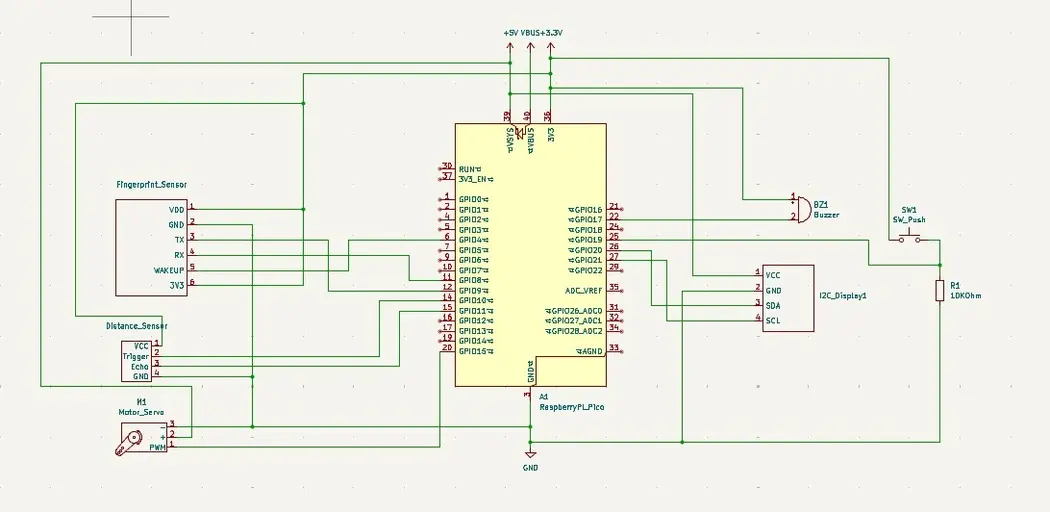 +5V VBUS +3.3V
39
40
36
VSYS
VBUS
3V3
30 RUN
37 3V3_EN
1 GPIO0
2 GPIO1
4 GPIO2
5 GPIO3
6 GPIO4
7 GPIO5
9 GPIO6
10 GPIO7
11 GPIO8
12 GPIO9
14 GPIO10
15 GPIO11
16 GPIO12
17 GPIO13
19 GPIO14
20 GPIO15
GPIO16 21
GPIO17 22
GPIO18 24
GPIO19 25
GPIO20 26
GPIO21 27
GPIO22 29
ADC_VREF 35
GPIO26_ADC0 31
GPIO27_ADC1 32
GPIO28_ADC2 34
AGND 33
GND
3
A1
RaspberryPi_Pico
GND
Fingerprint_Sensor
VDD 1
GND 2
TX 3
RX 4
WAKEUP 5
3V3 6
Distance_Sensor
VCC 1
Trigger 2
Echo 3
GND 4
M1
Motor_Servo
- 3
+ 2
PWM 1
1
+
2
BZ1
Buzzer
SW1
SW_Push
1 VCC
2 GND
3 SDA
4 SCL
I2C_Display1
R1
10KOhm